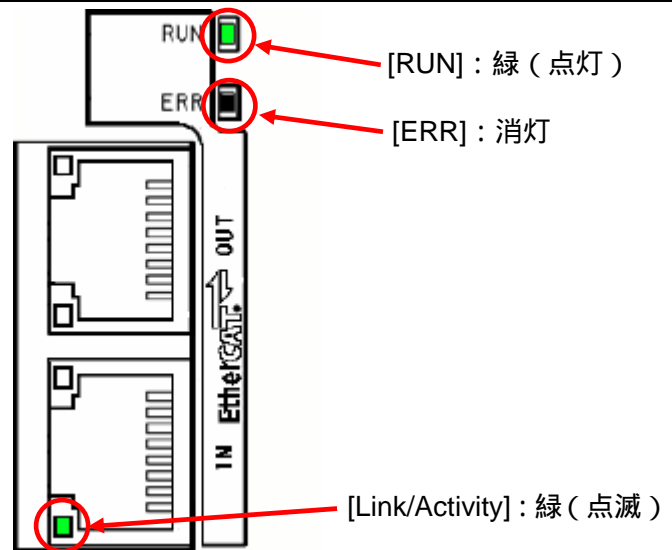 RUN
[RUN]：緑（点灯）
ERR
[ERR]：消灯
OUT
EtherCAT.
IN
[Link/Activity]：緑（点滅）